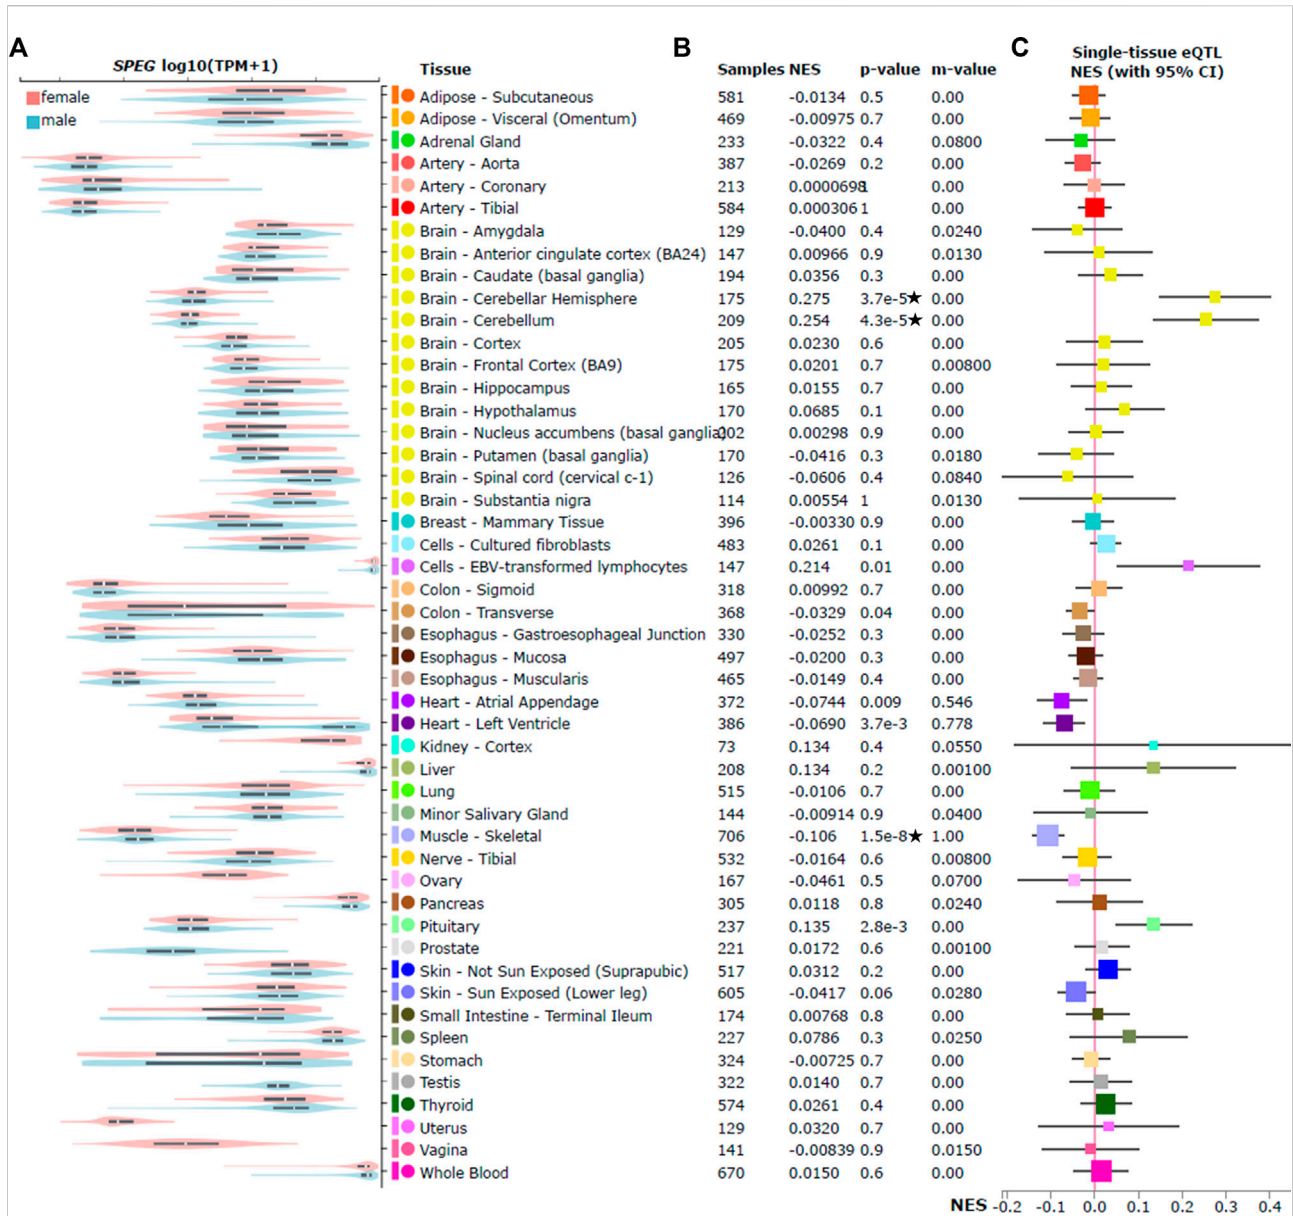 A B C
SPEG log10(TPM+1) Tissue Samples NES p-value m-value Single-tissue eQTL NES (with 95% CI)
female
male
Adipose - Subcutaneous 581 -0.0134 0.5 0.00
Adipose - Visceral (Omentum) 469 -0.00975 0.7 0.00
Adrenal Gland 233 -0.0322 0.4 0.0800
Artery - Aorta 387 -0.0269 0.2 0.00
Artery - Coronary 213 0.0000698 1 0.00
Artery - Tibial 584 0.000306 1 0.00
Brain - Amygdala 129 -0.0400 0.4 0.0240
Brain - Anterior cingulate cortex (BA24) 147 0.00966 0.9 0.0130
Brain - Caudate (basal ganglia) 194 0.0356 0.3 0.00
Brain - Cerebellar Hemisphere 175 0.275 3.7e-5★ 0.00
Brain - Cerebellum 209 0.254 4.3e-5★ 0.00
Brain - Cortex 205 0.0230 0.6 0.00
Brain - Frontal Cortex (BA9) 175 0.0201 0.7 0.00800
Brain - Hippocampus 165 0.0155 0.7 0.00
Brain - Hypothalamus 170 0.0685 0.1 0.00
Brain - Nucleus accumbens (basal ganglia) 202 0.00298 0.9 0.00
Brain - Putamen (basal ganglia) 170 -0.0416 0.3 0.0180
Brain - Spinal cord (cervical c-1) 126 -0.0606 0.4 0.0840
Brain - Substantia nigra 114 0.00554 1 0.0130
Breast - Mammary Tissue 396 -0.00330 0.9 0.00
Cells - Cultured fibroblasts 483 0.0261 0.1 0.00
Cells - EBV-transformed lymphocytes 147 0.214 0.01 0.00
Colon - Sigmoid 318 0.00992 0.7 0.00
Colon - Transverse 368 -0.0329 0.04 0.00
Esophagus - Gastroesophageal Junction 330 -0.0252 0.3 0.00
Esophagus - Mucosa 497 -0.0200 0.3 0.00
Esophagus - Muscularis 465 -0.0149 0.4 0.00
Heart - Atrial Appendage 372 -0.0744 0.009 0.546
Heart - Left Ventricle 386 -0.0690 3.7e-3 0.778
Kidney - Cortex 73 0.134 0.4 0.0550
Liver 208 0.134 0.2 0.00100
Lung 515 -0.0106 0.7 0.00
Minor Salivary Gland 144 -0.00914 0.9 0.0400
Muscle - Skeletal 706 -0.106 1.5e-8★ 1.00
Nerve - Tibial 532 -0.0164 0.6 0.00800
Ovary 167 -0.0461 0.5 0.0700
Pancreas 305 0.0118 0.8 0.0240
Pituitary 237 0.135 2.8e-3 0.00
Prostate 221 0.0172 0.6 0.00100
Skin - Not Sun Exposed (Suprapubic) 517 0.0312 0.2 0.00
Skin - Sun Exposed (Lower leg) 605 -0.0417 0.06 0.0280
Small Intestine - Terminal Ileum 174 0.00768 0.8 0.00
Spleen 227 0.0786 0.3 0.0250
Stomach 324 -0.00725 0.7 0.00
Testis 322 0.0140 0.7 0.00
Thyroid 574 0.0261 0.4 0.00
Uterus 129 0.0320 0.7 0.00
Vagina 141 -0.00839 0.9 0.0150
Whole Blood 670 0.0150 0.6 0.00
NES -0.2 -0.1 0.0 0.1 0.2 0.3 0.4